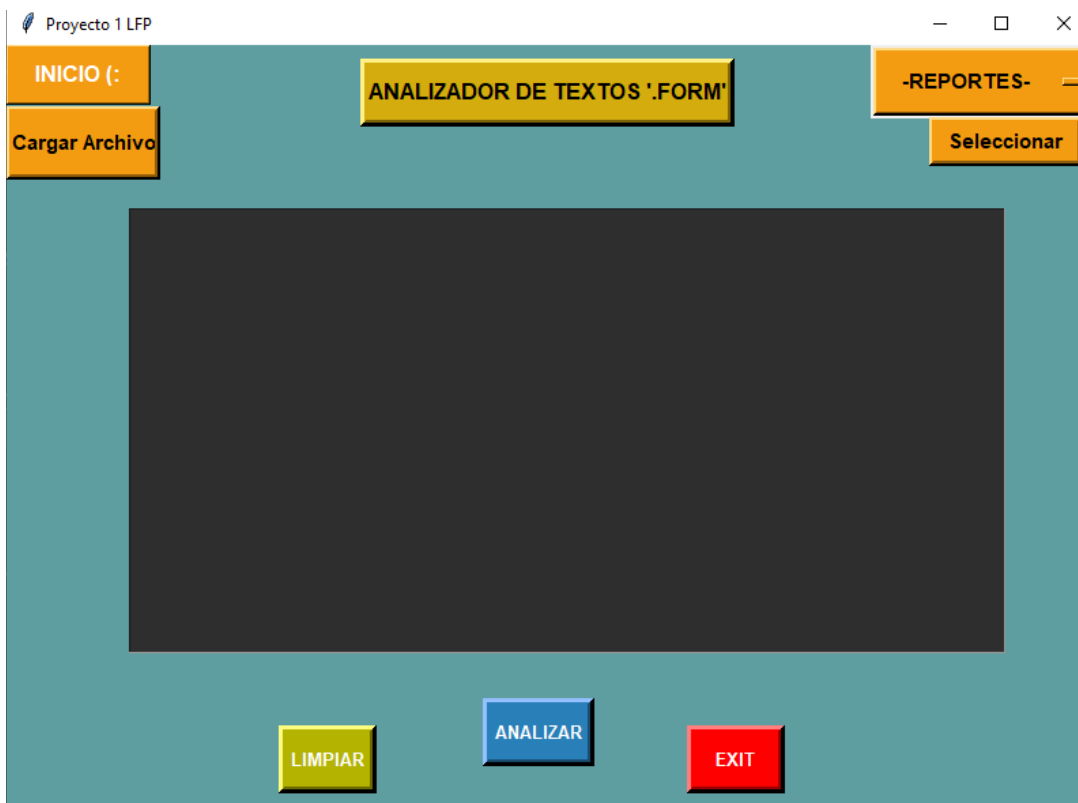 Proyecto 1 LFP
INICIO (:
ANALIZADOR DE TEXTOS '.FORM'
-REPORTES-
Cargar Archivo
Seleccionar
LIMPIAR
ANALIZAR
EXIT